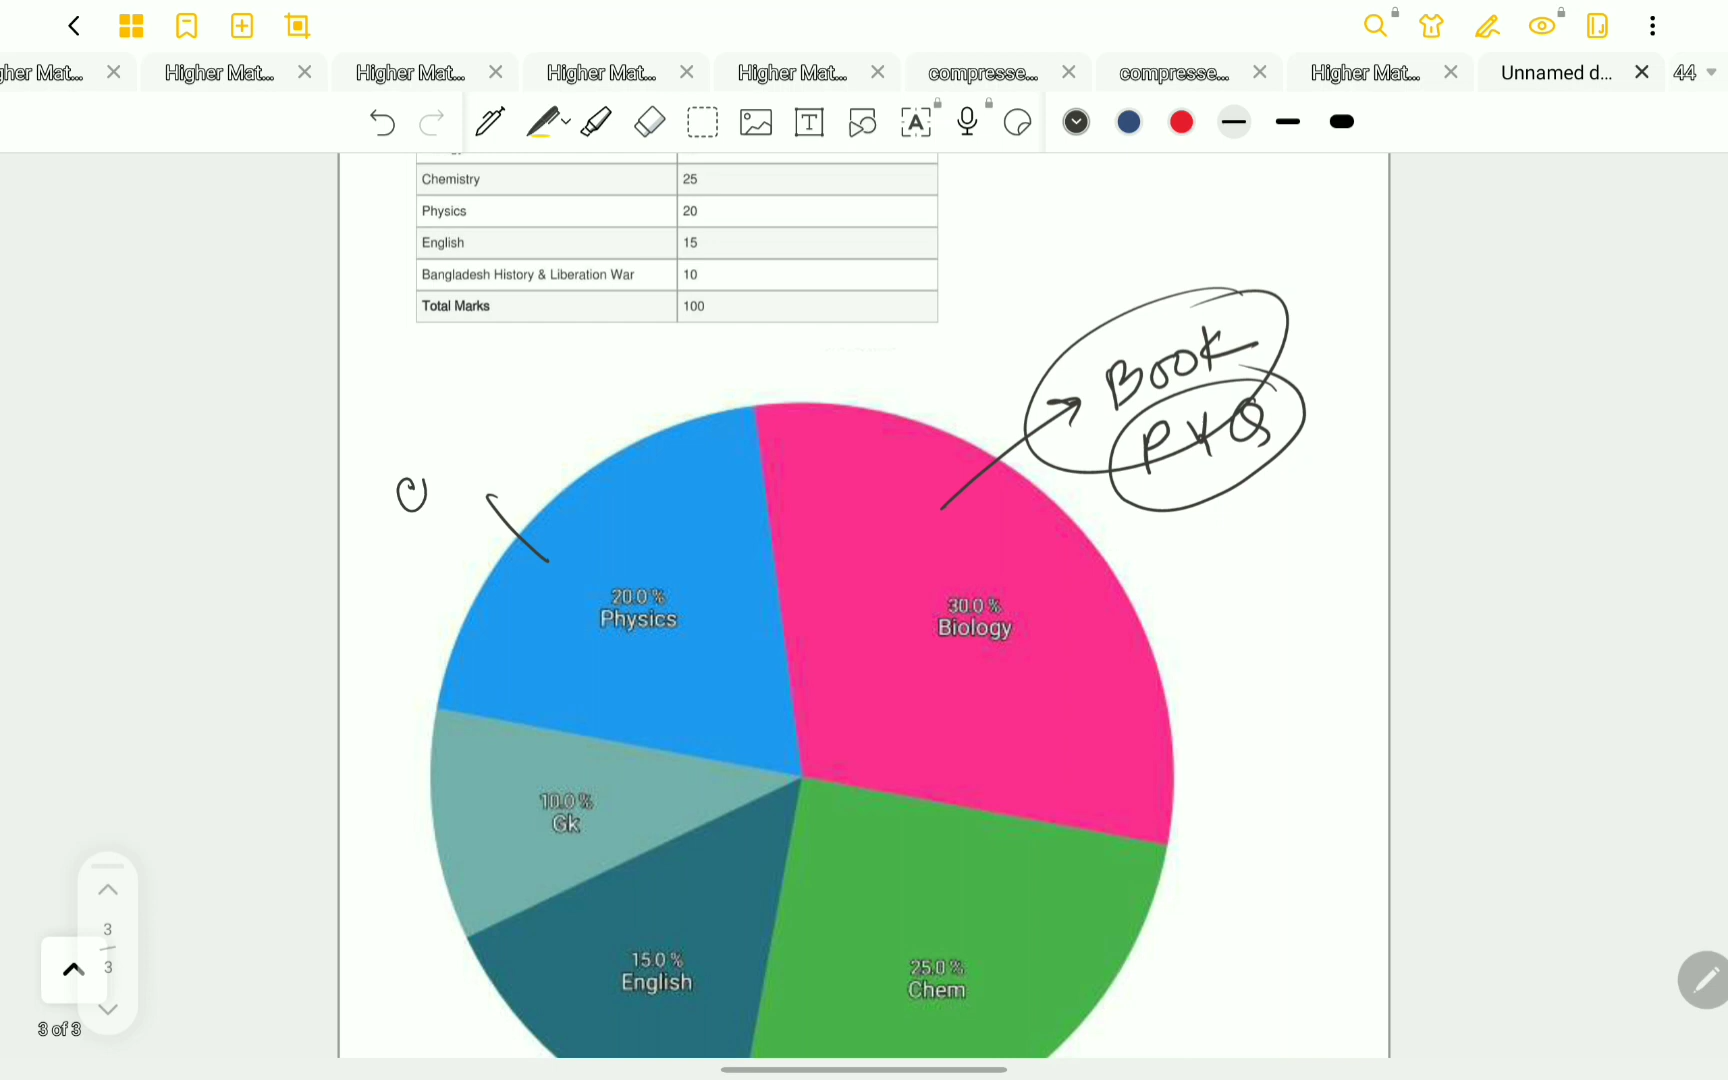 gher Mat... Higher Mat... Higher Mat... Higher Mat... Higher Mat... compresse... compresse... Higher Mat... Unnamed d... 44
Chemistry 25
Physics 20
English 15
Bangladesh History & Liberation War 10
Total Marks 100
Book
PYQ
20.0 %
Physics
30.0 %
Biology
10.0 %
Gk
15.0 %
English
25.0 %
Chem
3
3
3 of 3